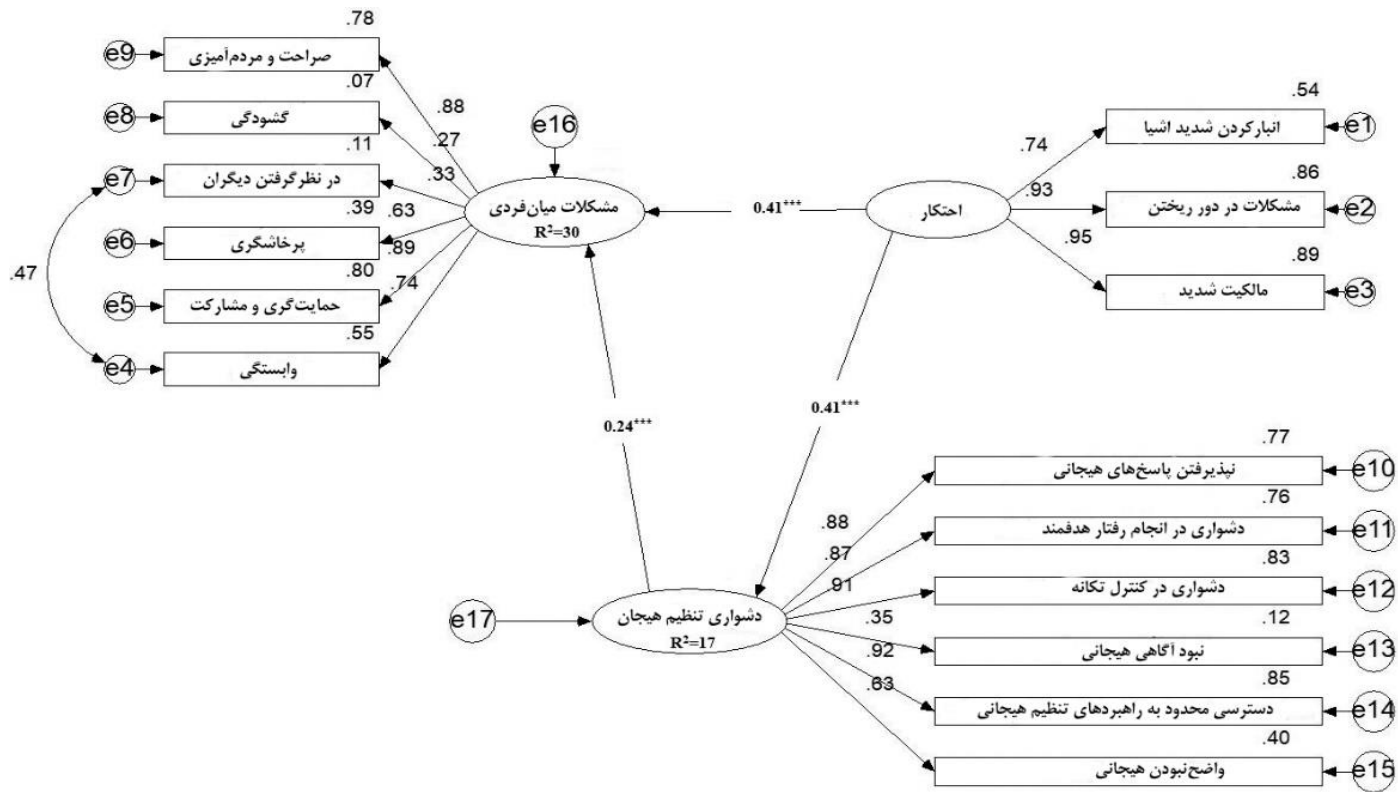 .78
e9
صراحت و مردم‌آمیزی
.07
e8
گشودگی
.11
e7
در نظرگرفتن دیگران
.39
e6
پرخاشگری
.80
e5
حمایت‌گری و مشارکت
.55
e4
وابستگی
.47
.88
.27
.33
.63
.89
.74
e16
مشکلات میان‌فردی
R²=30
0.41***
احتکار
.74
.93
.95
.54
انبارکردن شدید اشیا
e1
.86
مشکلات در دور ریختن
e2
.89
مالکیت شدید
e3
0.24***
0.41***
e17
دشواری تنظیم هیجان
R²=17
.88
.87
.91
.35
.92
.63
.77
نپذیرفتن پاسخ‌های هیجانی
e10
.76
دشواری در انجام رفتار هدفمند
e11
.83
دشواری در کنترل تکانه
e12
.12
نبود آگاهی هیجانی
e13
.85
دسترسی محدود به راهبردهای تنظیم هیجانی
e14
.40
واضح‌نبودن هیجانی
e15